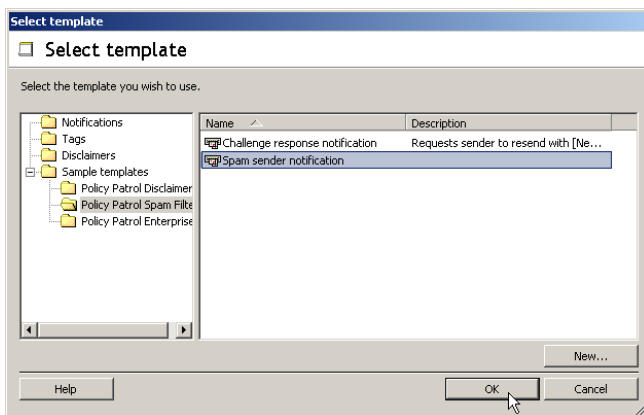 Select template
Select template
Select the template you wish to use.
Notifications
Tags
Disclaimers
Sample templates
Policy Patrol Disclaimer
Policy Patrol Spam Filte
Policy Patrol Enterprise
Name Description
Challenge response notification Requests sender to resend with [Ne...
Spam sender notification
New...
Help OK Cancel